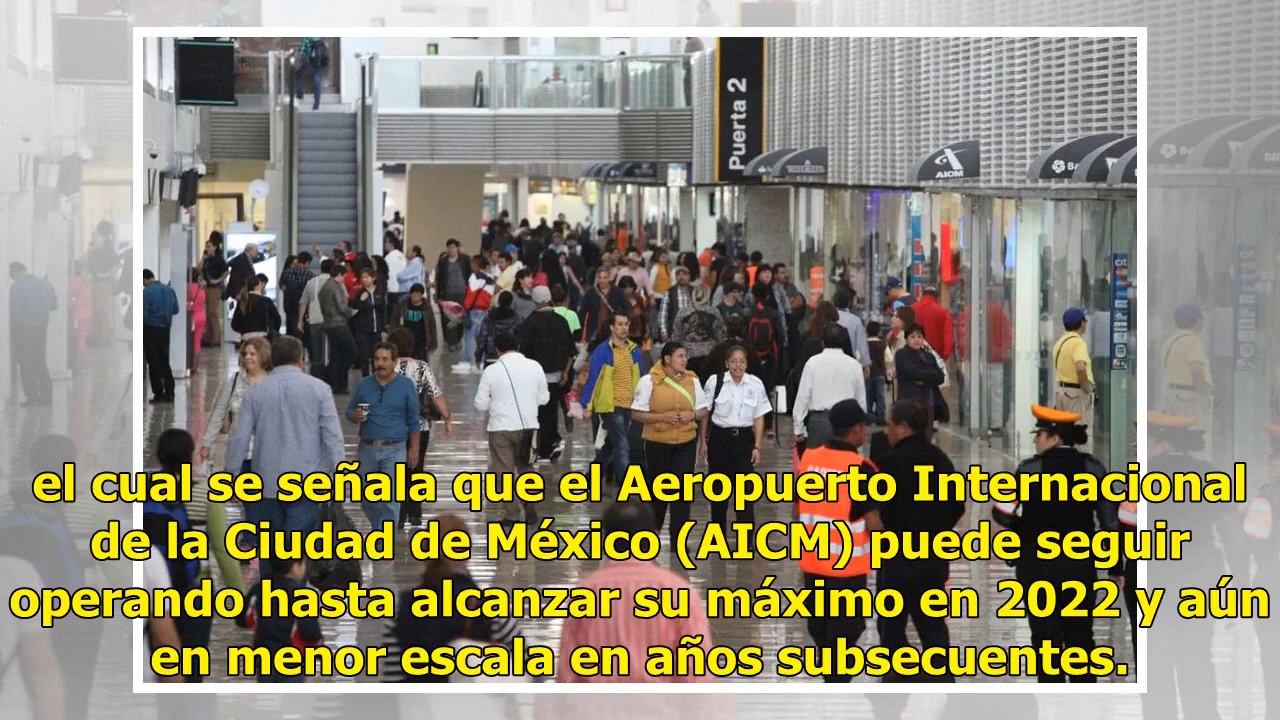 Puerta 2
AICM
el cual se señala que el Aeropuerto Internacional
de la Ciudad de México (AICM) puede seguir
operando hasta alcanzar su máximo en 2022 y aún
en menor escala en años subsecuentes.